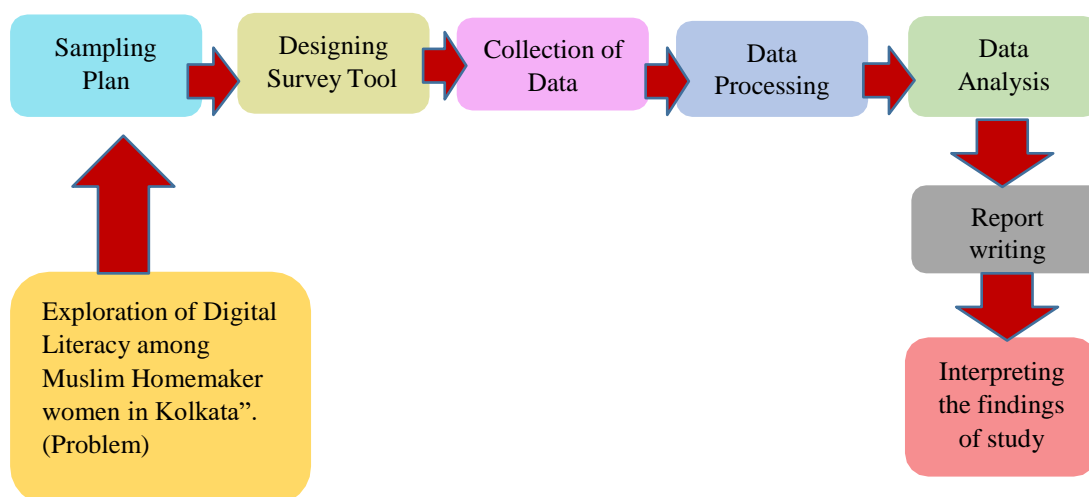 Sampling
Plan
Designing
Survey Tool
Collection of
Data
Data
Processing
Data
Analysis
Report
writing
Exploration of Digital
Literacy among
Muslim Homemaker
women in Kolkata”.
(Problem)
Interpreting
the findings
of study